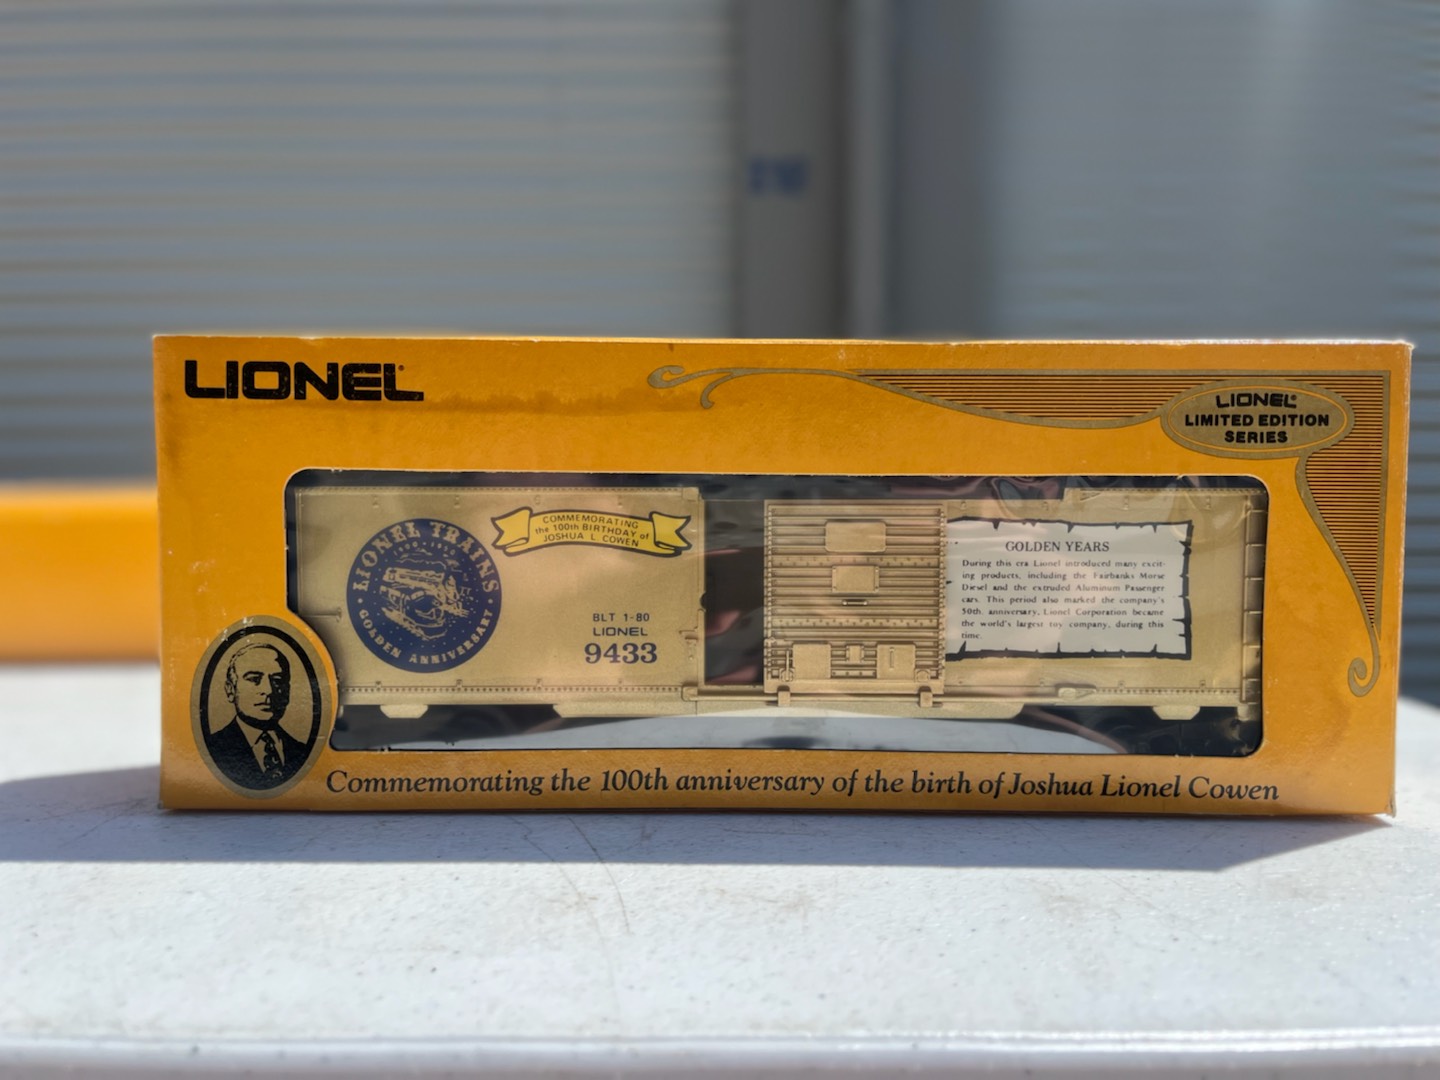 LIONEL®
LIONEL®
LIMITED EDITION
SERIES
LIONEL TRAINS
GOLDEN ANNIVERSARY
COMMEMORATING
the 100th BIRTHDAY of
JOSHUA L. COWEN
BLT 1-80
LIONEL
9433
GOLDEN YEARS
During this era Lionel introduced many excit-
ing products, including the Fairbanks Morse
Diesel and the extruded Aluminum Passenger
cars. This period also marked the company's
50th. anniversary, Lionel Corporation became
the world's largest toy company, during this
time.
Commemorating the 100th anniversary of the birth of Joshua Lionel Cowen